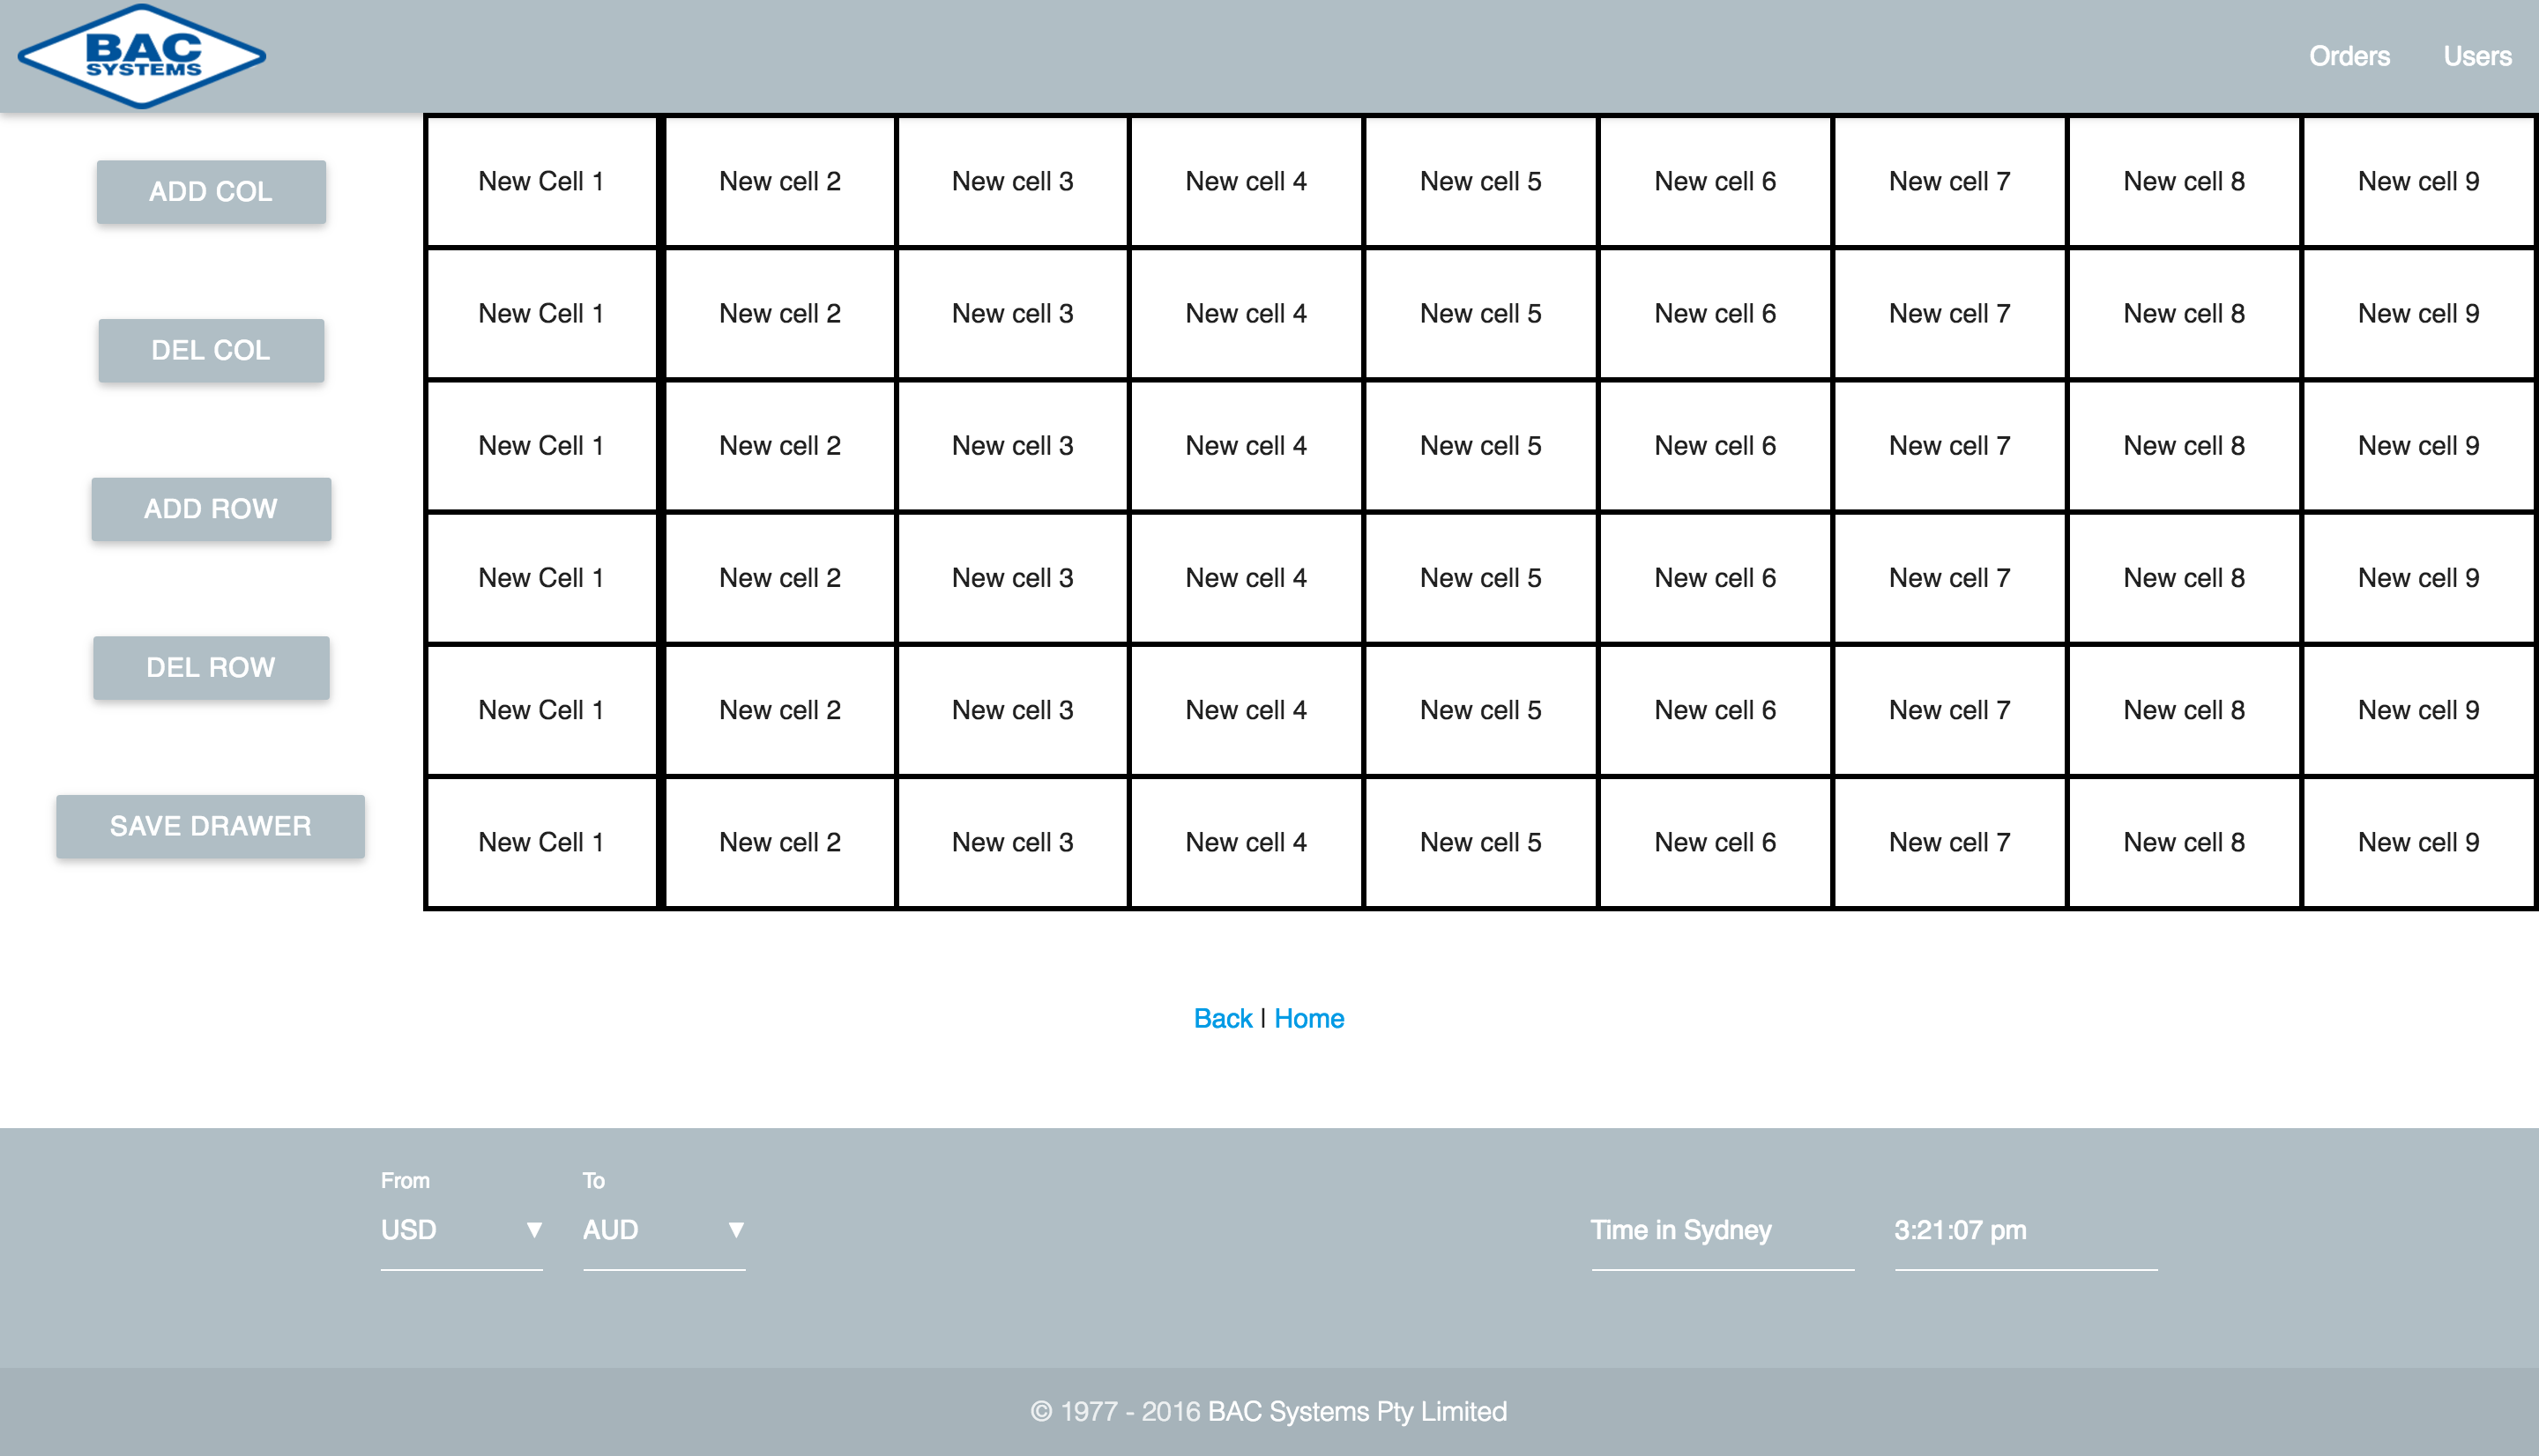 BAC
SYSTEMS
Orders Users
ADD COL
DEL COL
ADD ROW
DEL ROW
SAVE DRAWER
New Cell 1 New cell 2 New cell 3 New cell 4 New cell 5 New cell 6 New cell 7 New cell 8 New cell 9
New Cell 1 New cell 2 New cell 3 New cell 4 New cell 5 New cell 6 New cell 7 New cell 8 New cell 9
New Cell 1 New cell 2 New cell 3 New cell 4 New cell 5 New cell 6 New cell 7 New cell 8 New cell 9
New Cell 1 New cell 2 New cell 3 New cell 4 New cell 5 New cell 6 New cell 7 New cell 8 New cell 9
New Cell 1 New cell 2 New cell 3 New cell 4 New cell 5 New cell 6 New cell 7 New cell 8 New cell 9
New Cell 1 New cell 2 New cell 3 New cell 4 New cell 5 New cell 6 New cell 7 New cell 8 New cell 9
Back | Home
From To
USD ▼ AUD ▼ Time in Sydney 3:21:07 pm
© 1977 - 2016 BAC Systems Pty Limited